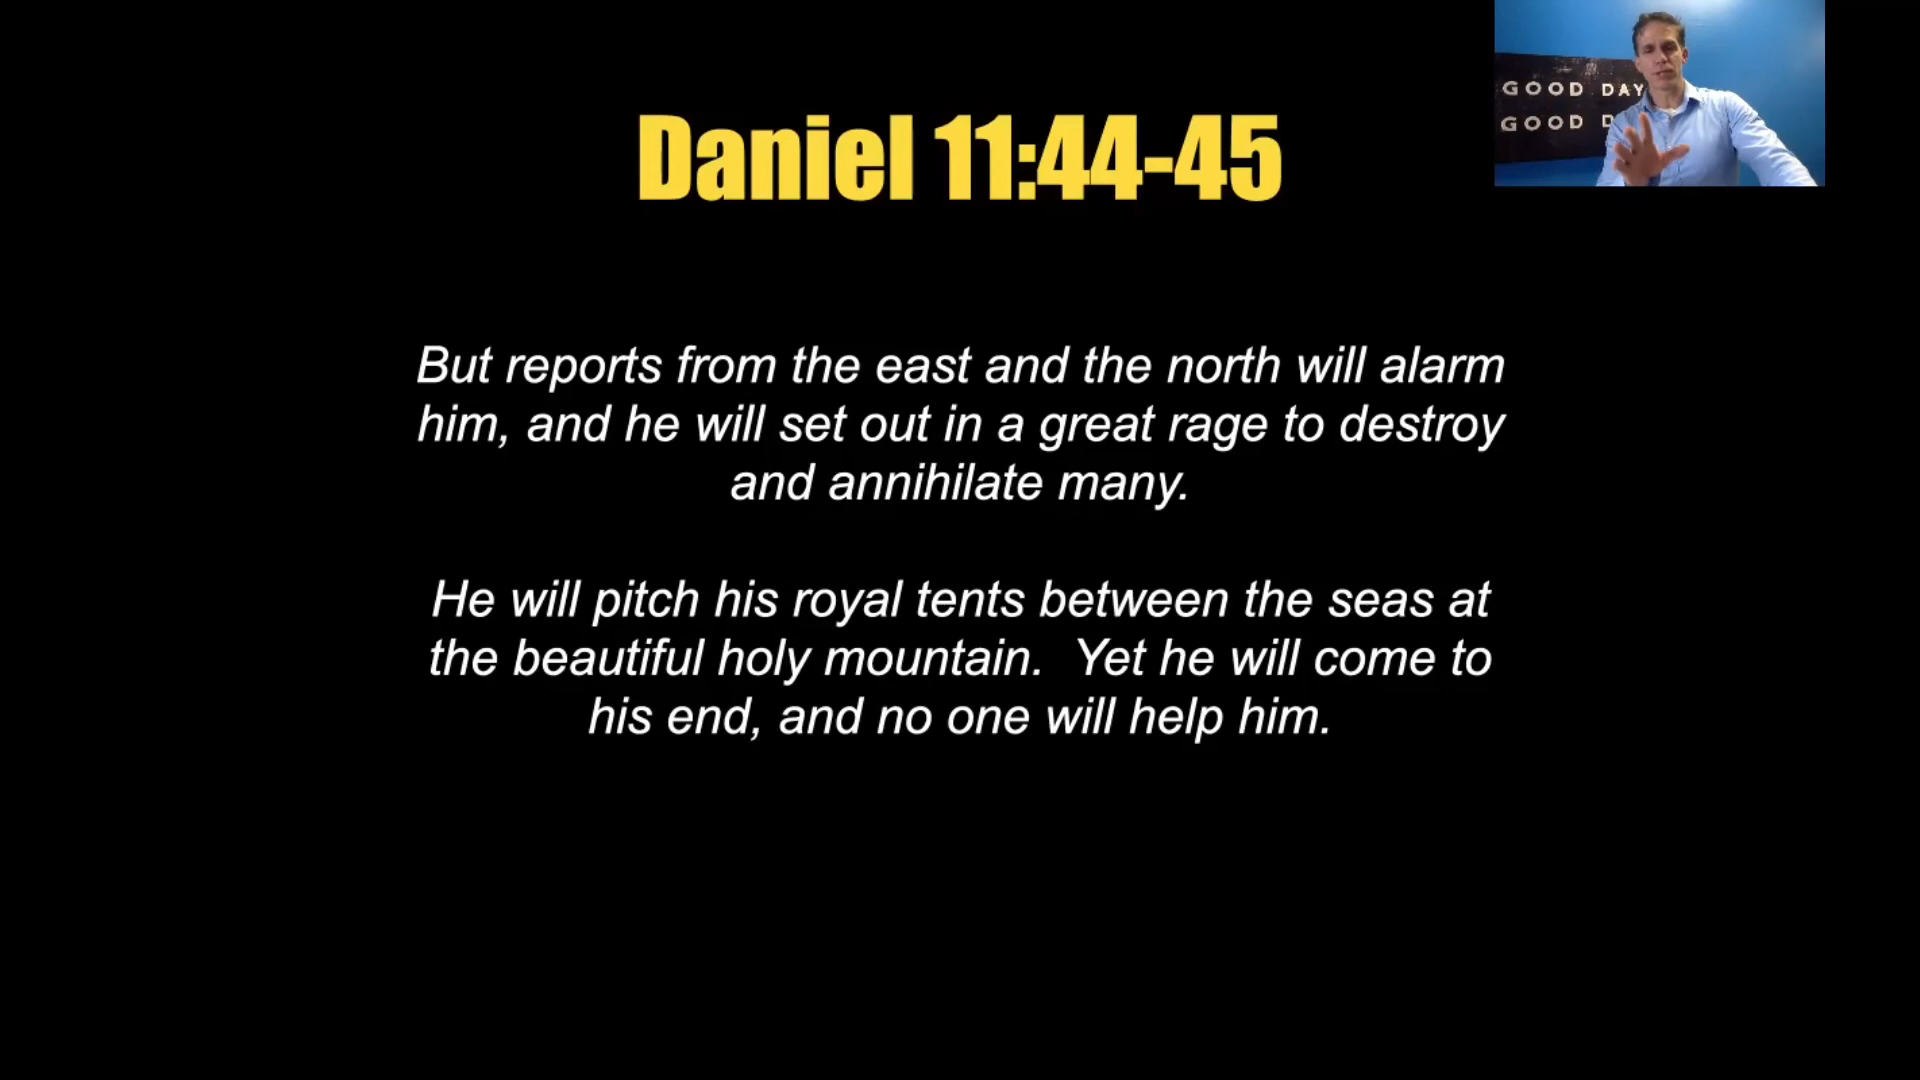 Daniel 11:44-45
GOOD DAY
GOOD
But reports from the east and the north will alarm
him, and he will set out in a great rage to destroy
and annihilate many.
He will pitch his royal tents between the seas at
the beautiful holy mountain.  Yet he will come to
his end, and no one will help him.